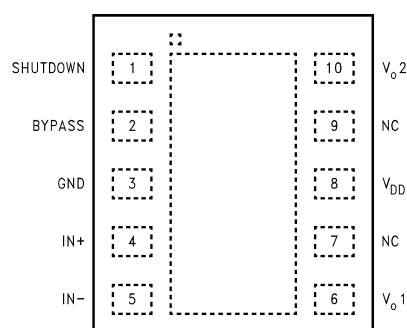 SHUTDOWN 1 10 Vo2
BYPASS 2 9 NC
GND 3 8 VDD
IN+ 4 7 NC
IN- 5 6 Vo1